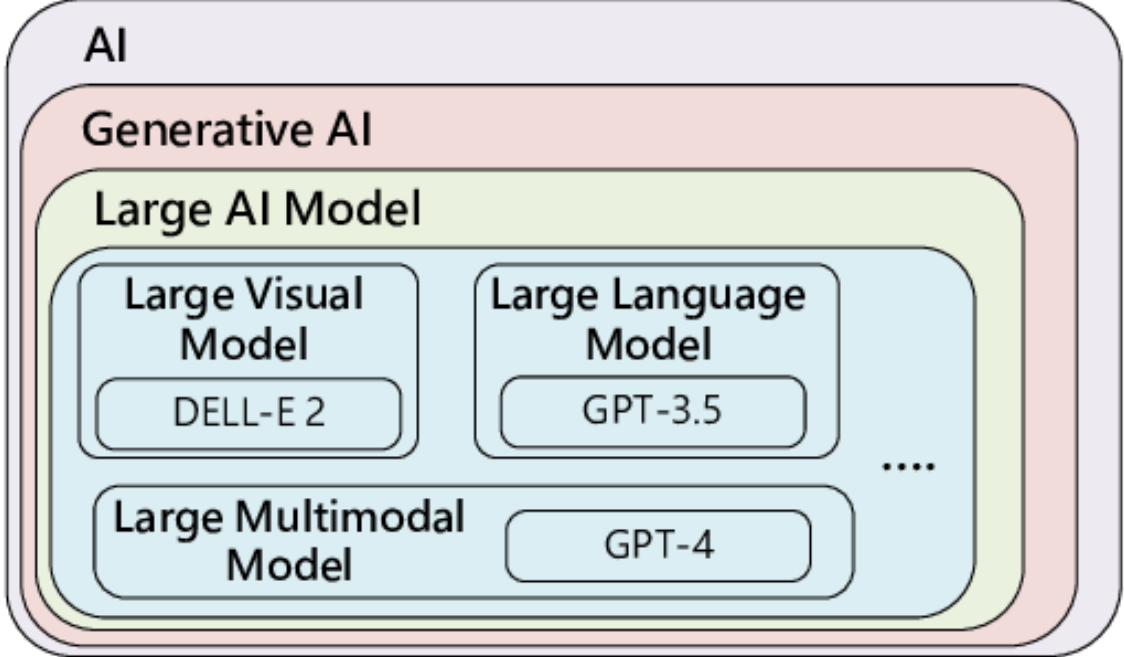 AI
Generative AI
Large AI Model
Large Visual
Model
DELL-E 2
Large Language
Model
GPT-3.5
....
Large Multimodal
Model
GPT-4